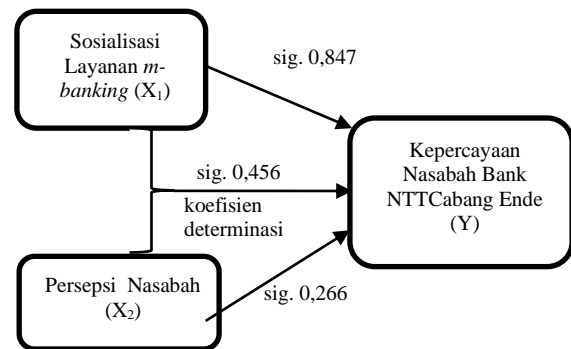 Sosialisasi
Layanan m-
banking (X₁)
sig. 0,847
Kepercayaan
Nasabah Bank
NTTCabang Ende
(Y)
sig. 0,456
koefisien
determinasi
Persepsi Nasabah
(X₂)
sig. 0,266